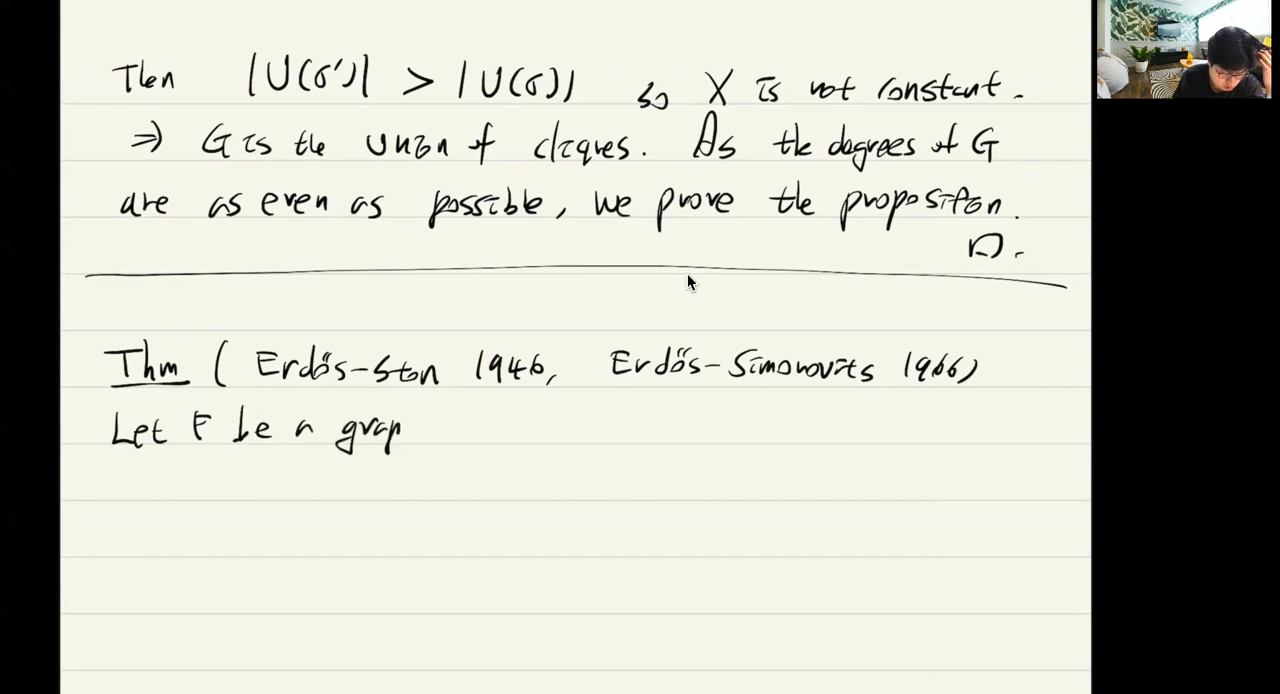 Then |U(σ')| > |U(σ)| so X is not constant.
⇒ G is the union of cliques. As the degrees of G
are as even as possible, we prove the proposition.
□.
Thm (Erdős-Ston 1946, Erdős-Simonovits 1966)
Let F be a grap